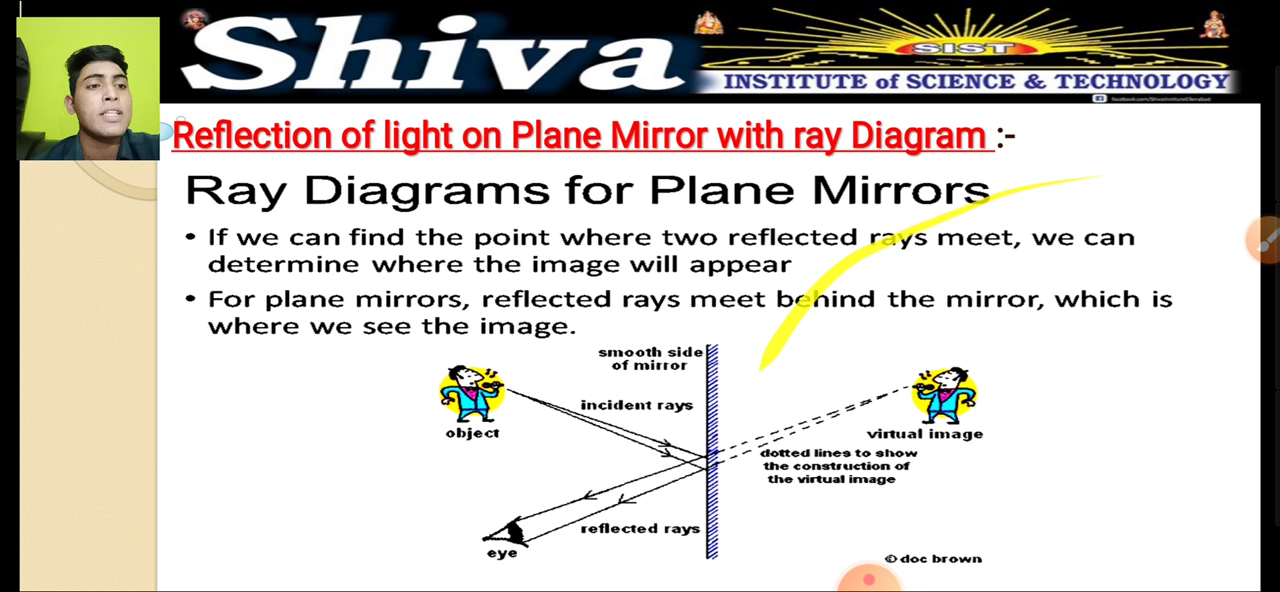 Shiva
SIST
INSTITUTE of SCIENCE & TECHNOLOGY
Reflection of light on Plane Mirror with ray Diagram :-
Ray Diagrams for Plane Mirrors
• If we can find the point where two reflected rays meet, we can
determine where the image will appear
• For plane mirrors, reflected rays meet behind the mirror, which is
where we see the image.
smooth side
of mirror
incident rays
object
virtual image
dotted lines to show
the construction of
the virtual image
reflected rays
eye
© doc brown